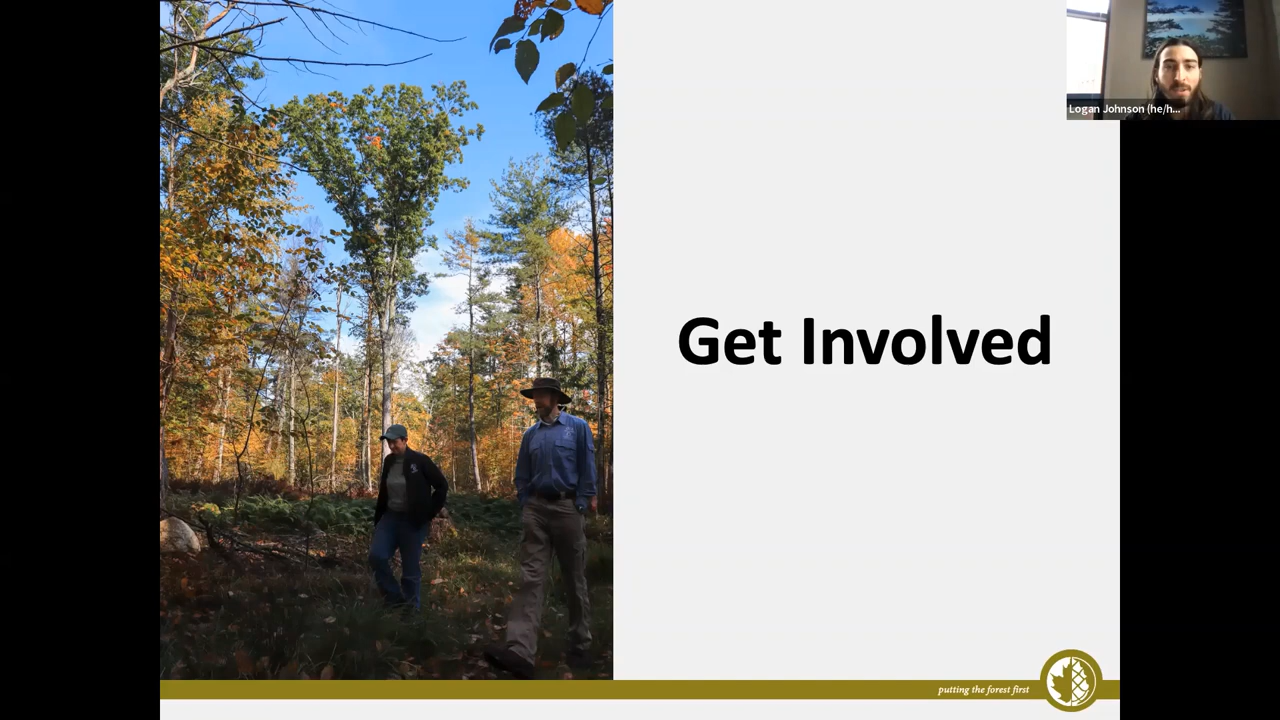 Logan Johnson (he/h...
Get Involved
putting the forest first